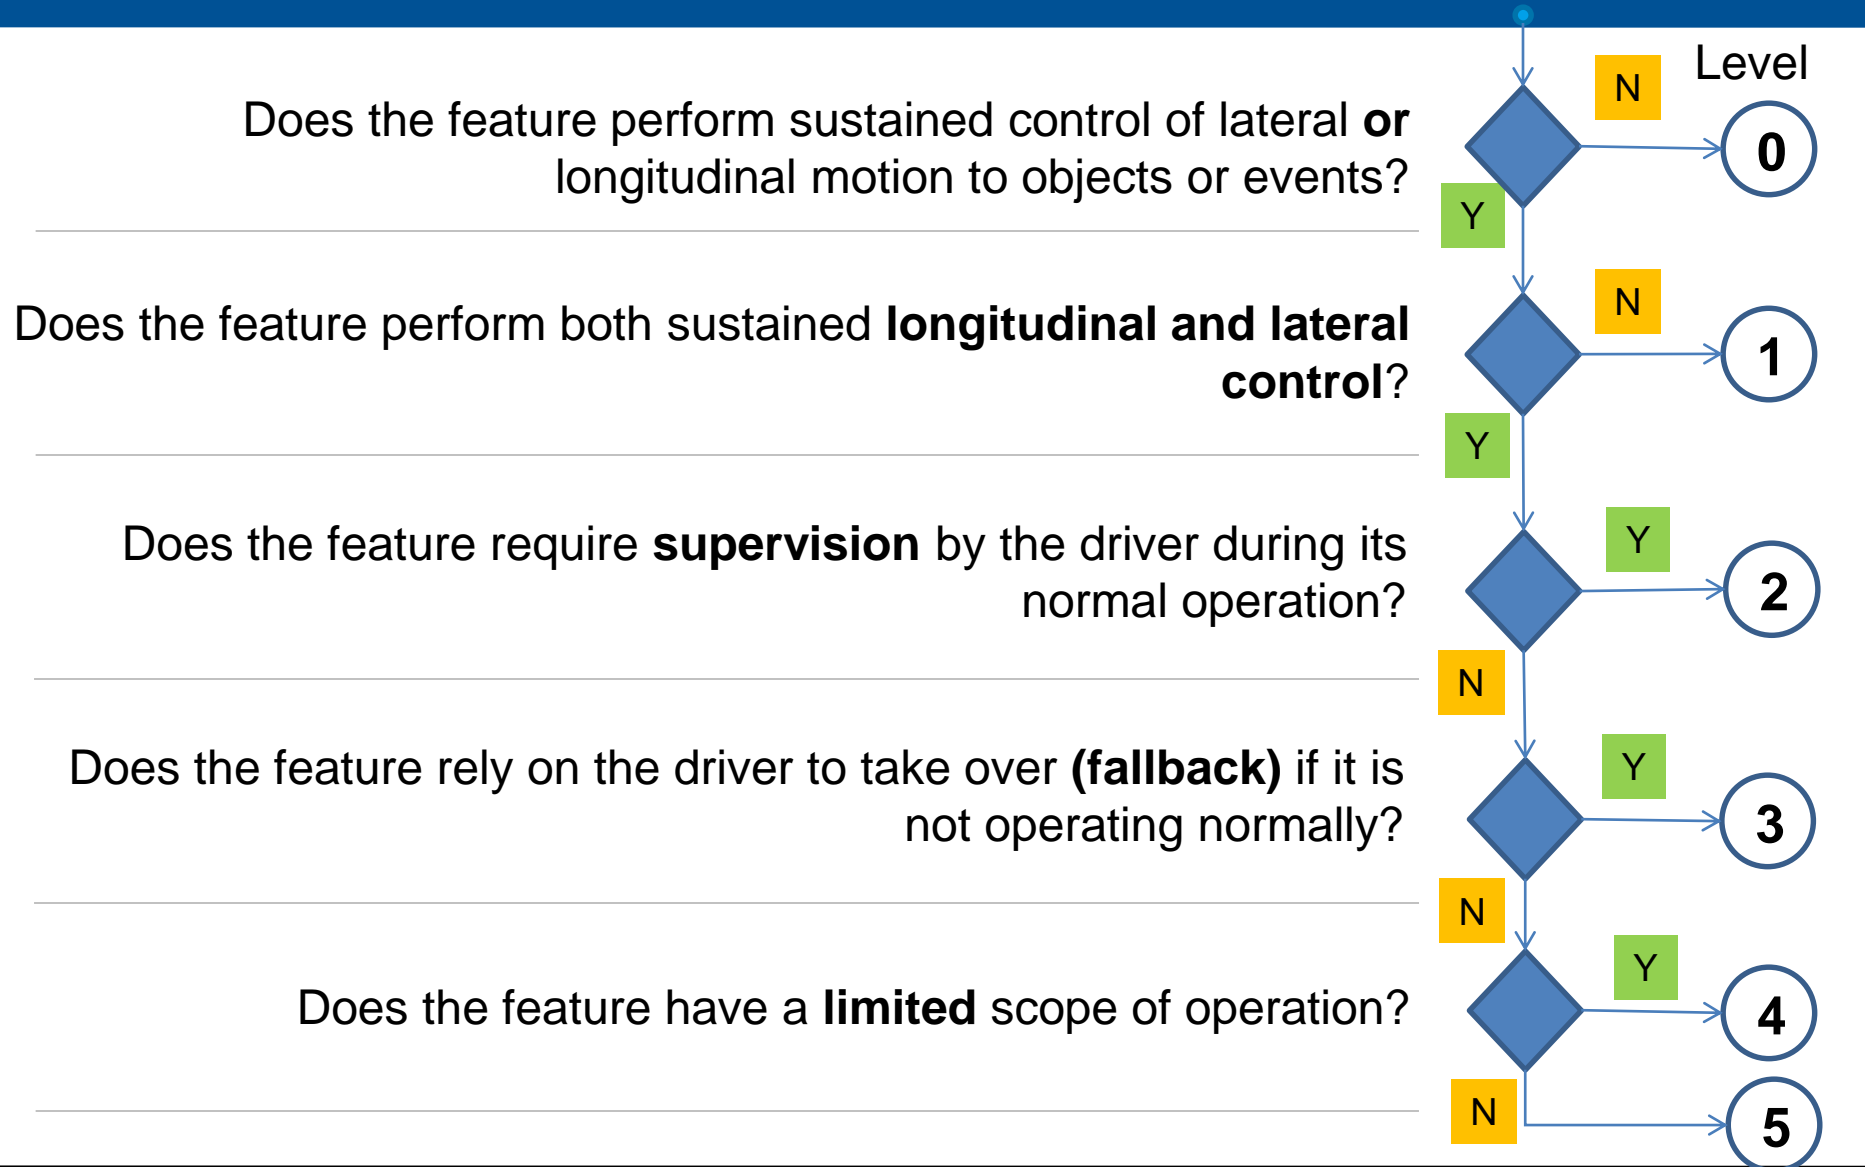 Level
N
Does the feature perform sustained control of lateral or
longitudinal motion to objects or events?
0
Y
N
Does the feature perform both sustained longitudinal and lateral
control?
1
Y
Y
Does the feature require supervision by the driver during its
normal operation?
2
N
Y
Does the feature rely on the driver to take over (fallback) if it is
not operating normally?
3
N
Y
Does the feature have a limited scope of operation?
4
N
5